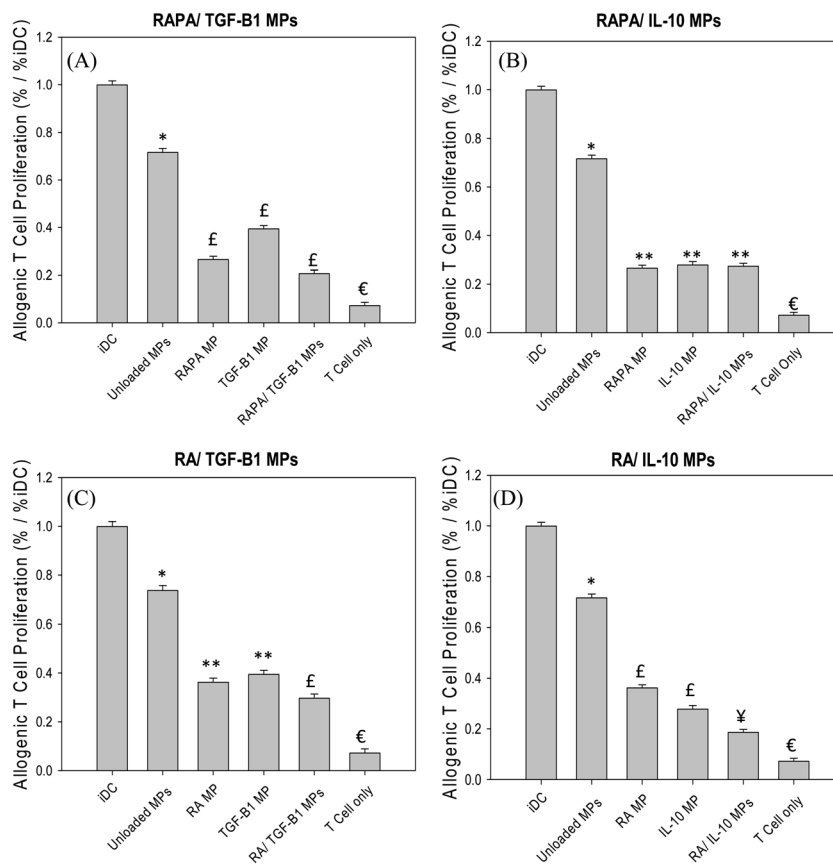 RAPA/ TGF-B1 MPs
(A)
Allogenic T Cell Proliferation (% / %iDC)
1.2
1.0
0.8
0.6
0.4
0.2
0.0
*
£
£
£
€
iDC
Unloaded MPs
RAPA MP
TGF-B1 MP
RAPA/ TGF-B1 MPs
T Cell only
RAPA/ IL-10 MPs
(B)
Allogenic T Cell Proliferation (% / %iDC)
1.2
1.0
0.8
0.6
0.4
0.2
0.0
*
**
**
**
€
iDC
Unloaded MPs
RAPA MP
IL-10 MP
RAPA/ IL-10 MPs
T Cell Only
RA/ TGF-B1 MPs
(C)
Allogenic T Cell Proliferation (% / %iDC)
1.2
1.0
0.8
0.6
0.4
0.2
0.0
*
**
**
£
€
iDC
Unloaded MPs
RA MP
TGF-B1 MP
RA/ TGF-B1 MPs
T Cell only
RA/ IL-10 MPs
(D)
Allogenic T Cell Proliferation (% / %iDC)
1.2
1.0
0.8
0.6
0.4
0.2
0.0
*
£
£
¥
€
iDC
Unloaded MPs
RA MP
IL-10 MP
RA/ IL-10 MPs
T Cell only